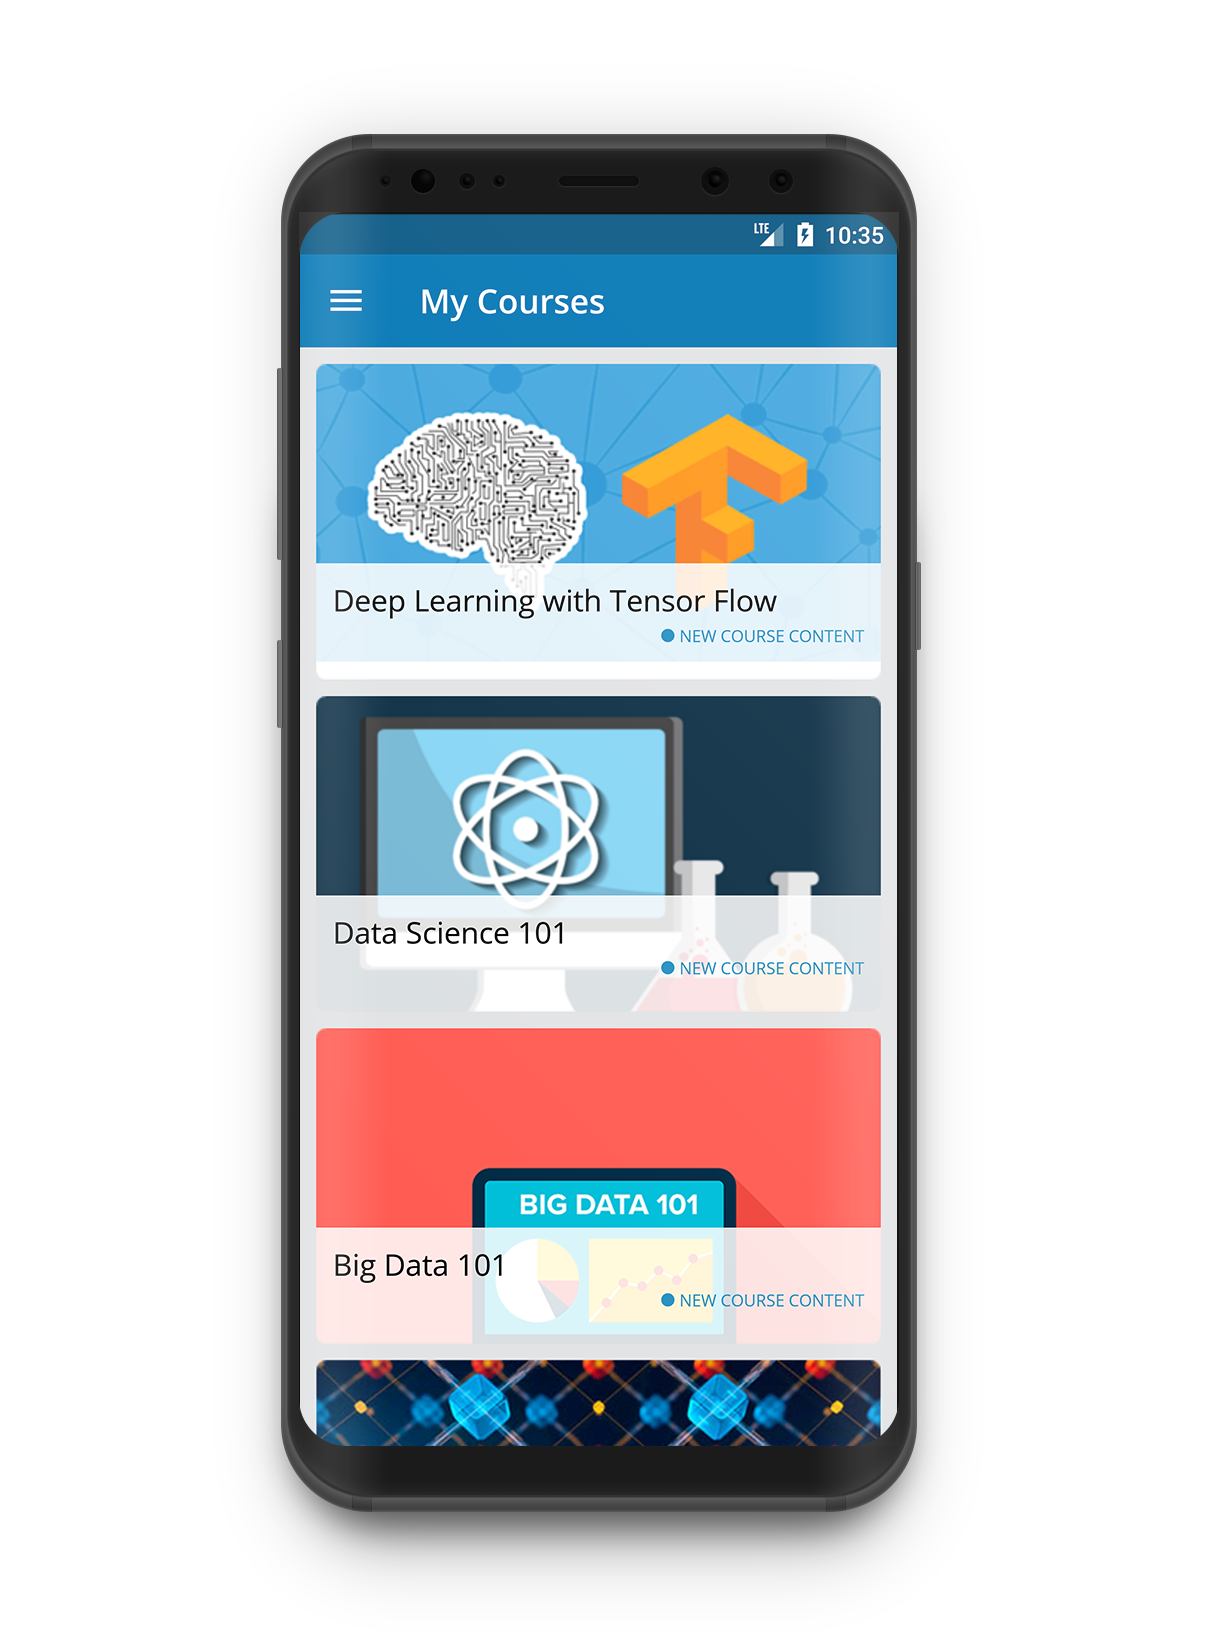 LTE 10:35
My Courses
Deep Learning with Tensor Flow
NEW COURSE CONTENT
Data Science 101
NEW COURSE CONTENT
BIG DATA 101
Big Data 101
NEW COURSE CONTENT